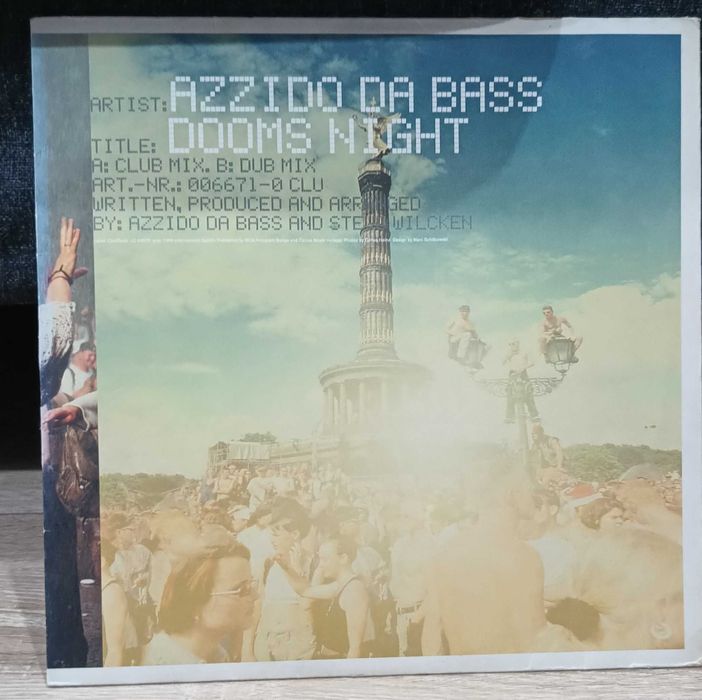 ARTIST: AZZIDO DA BASS
TITLE: DOOMS NIGHT
A: CLUB MIX. B: DUB MIX
ART.-NR.: 006671-0 CLU
WRITTEN, PRODUCED AND ARRANGED
BY: AZZIDO DA BASS AND STE WILCKEN